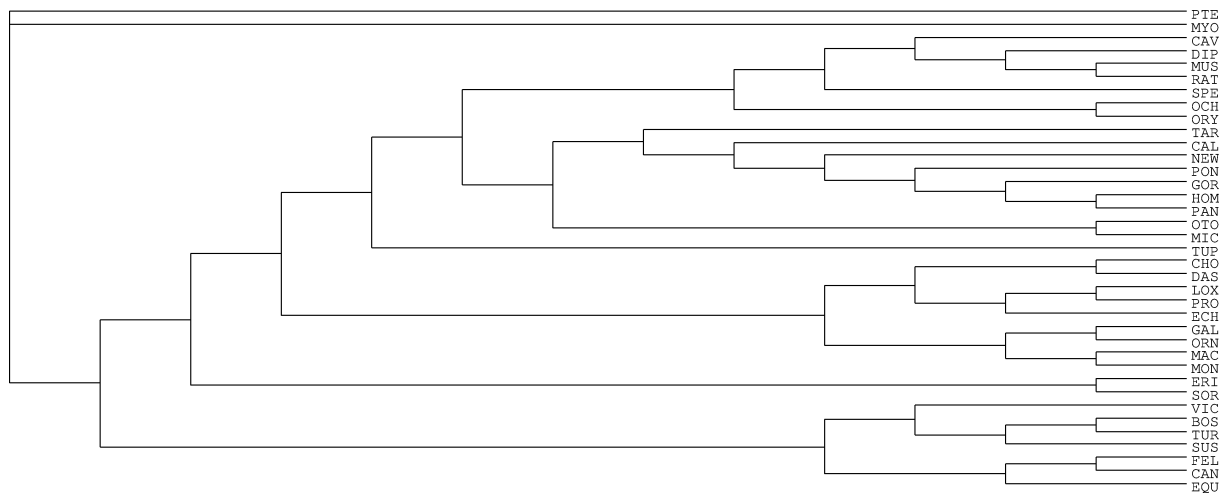 PTE
MYO
CAV
DIP
MUS
RAT
SPE
OCH
ORY
TAR
CAL
NEW
PON
GOR
HOM
PAN
OTO
MIC
TUP
CHO
DAS
LOX
PRO
ECH
GAL
ORN
MAC
MON
ERI
SOR
VIC
BOS
TUR
SUS
FEL
CAN
EQU